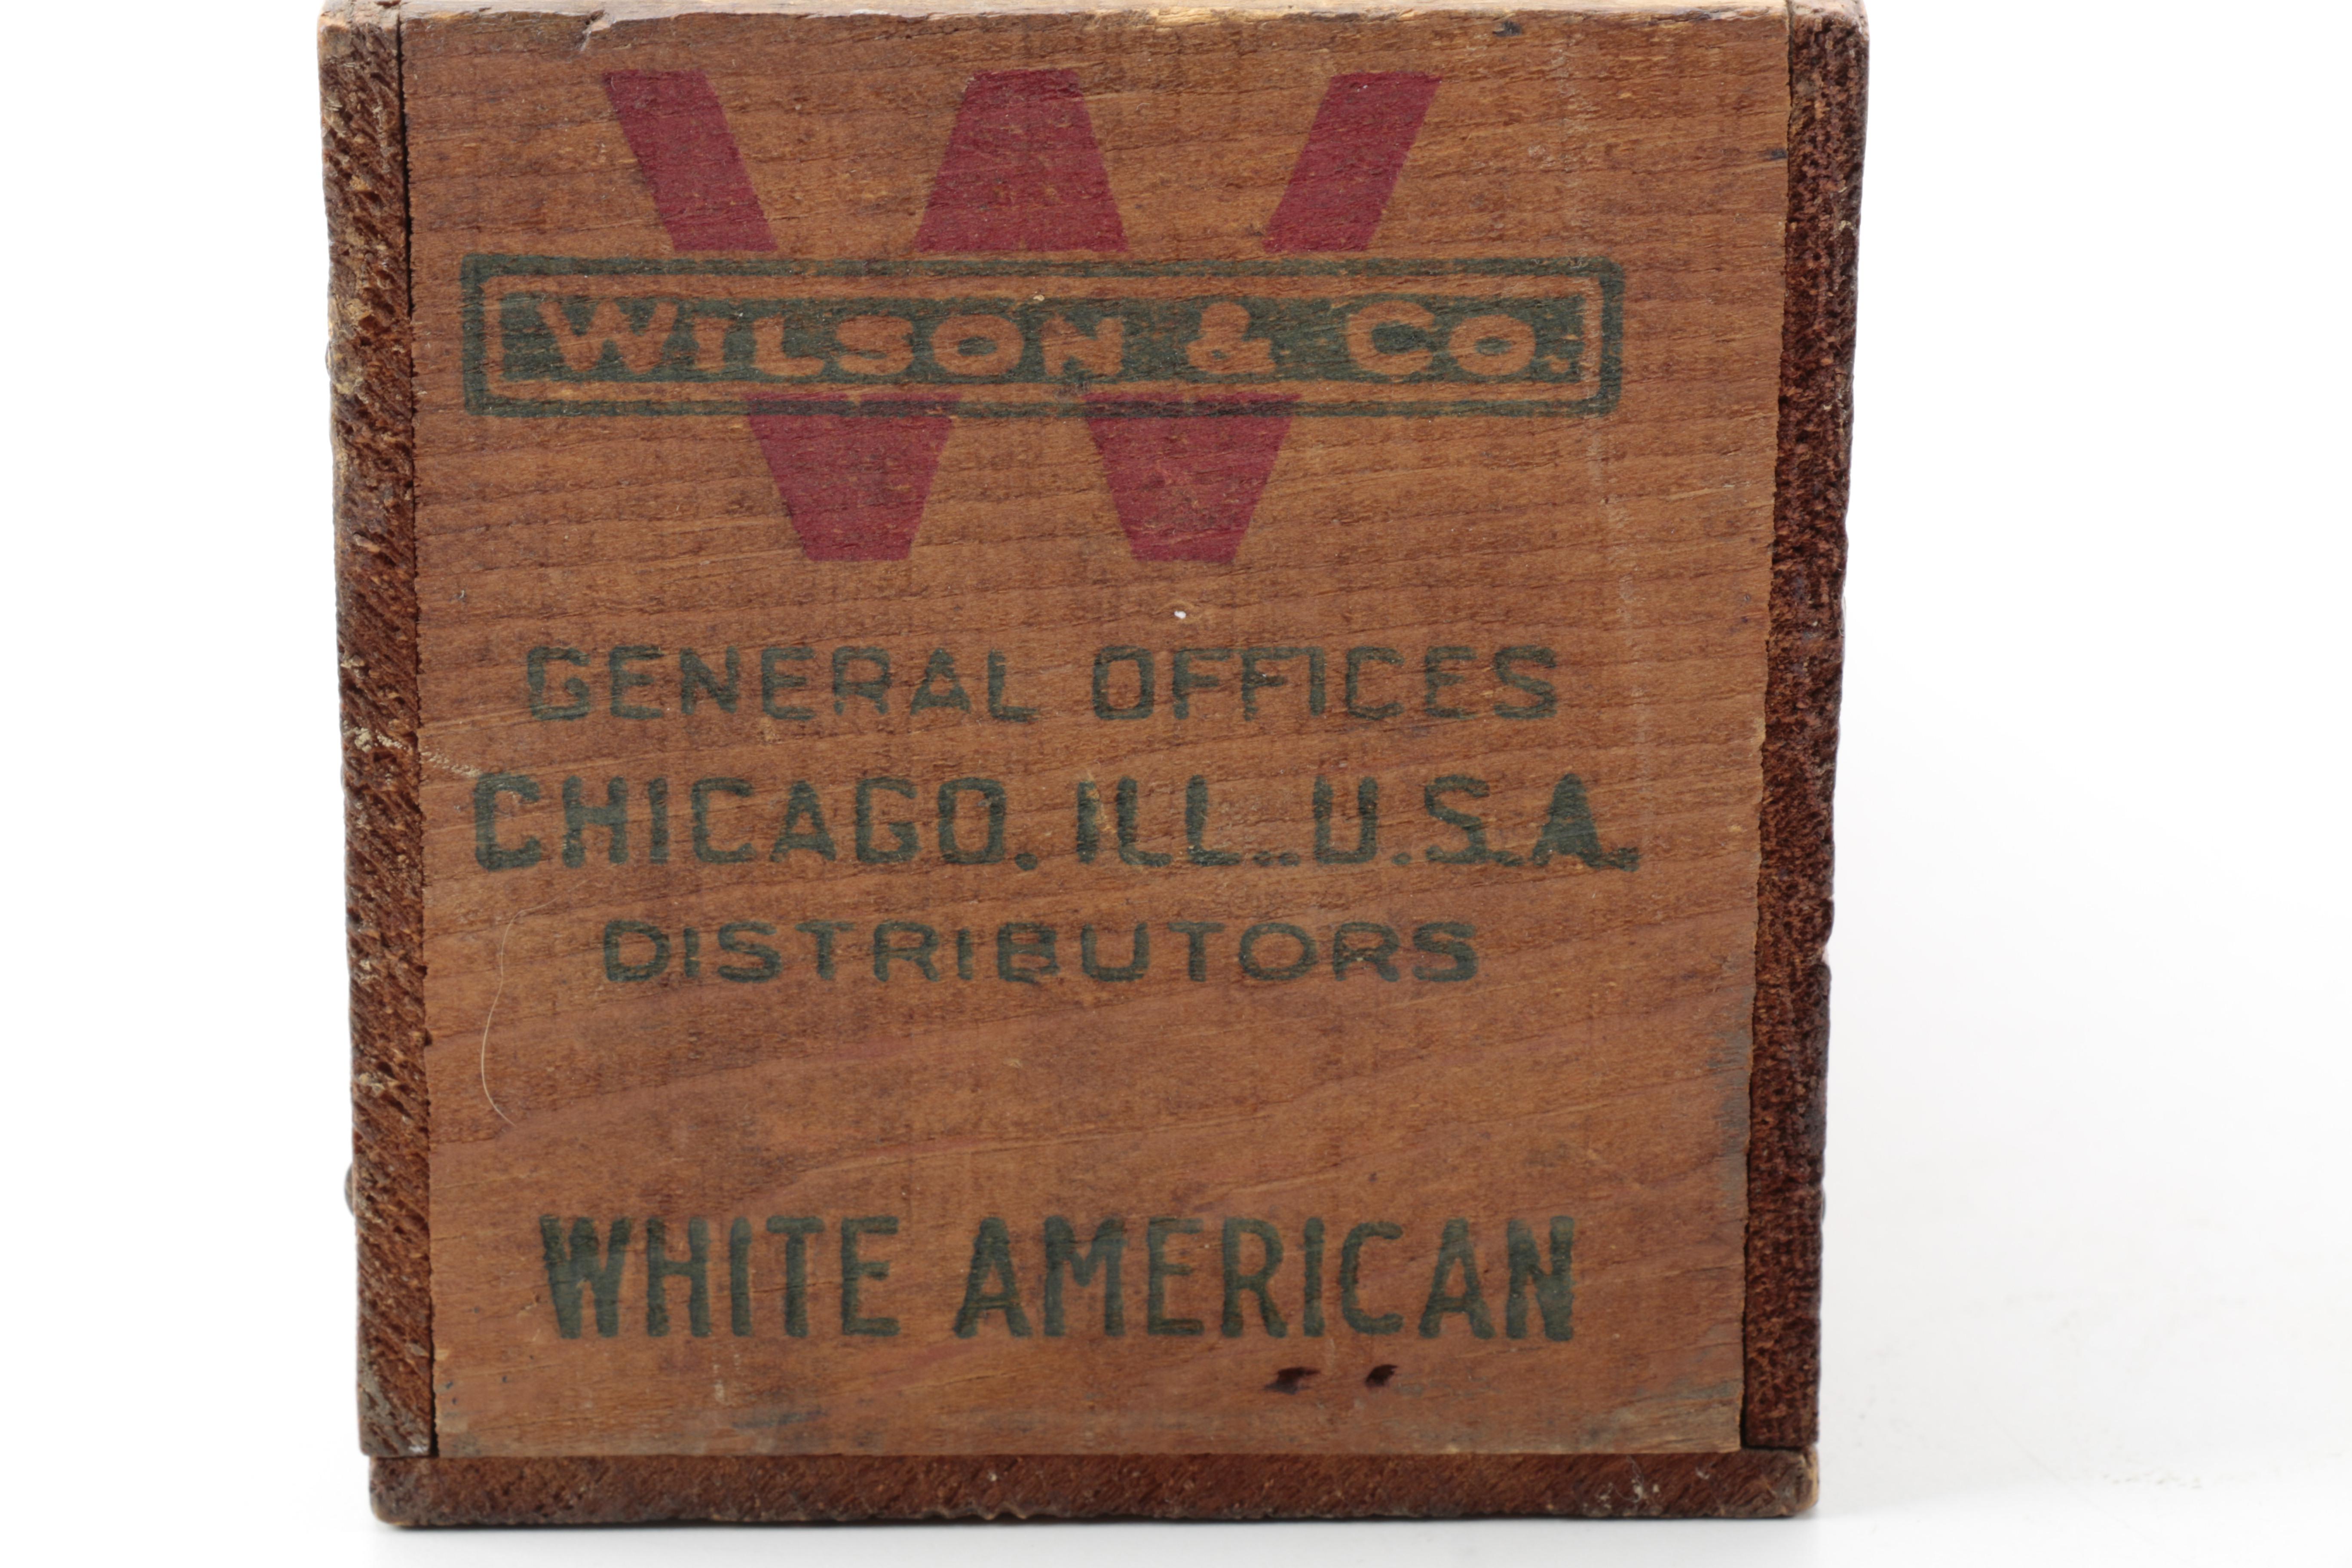 W
WILSON & CO.
GENERAL OFFICES
CHICAGO. ILL..U.S.A.
DISTRIBUTORS
WHITE AMERICAN